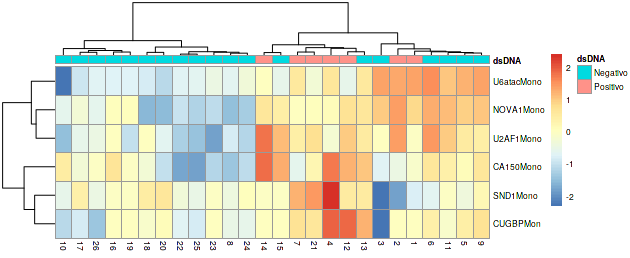 dsDNA
U6atacMono
NOVA1Mono
U2AF1Mono
CA150Mono
SND1Mono
CUGBPMon
10 17 26 16 19 18 20 22 25 23 8 24 14 15 7 21 4 12 13 3 2 1 6 11 5 9
2
1
0
-1
-2
dsDNA
Negativo
Positivo